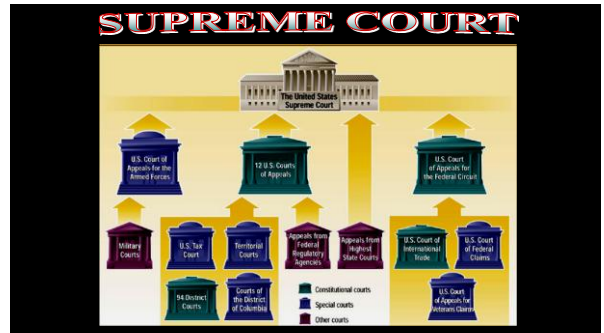 SUPREME COURT
The United States
Supreme Court
U.S. Court of
Appeals for the
Armed Forces
12 U.S. Courts
of Appeals
U.S. Court
of Appeals for
the Federal Circuit
Military
Courts
U.S. Tax
Court
Territorial
Courts
Appeals from
Federal
Regulatory
Agencies
Appeals from
Highest
State Courts
U.S. Court of
International
Trade
U.S. Court
of Federal
Claims
94 District
Courts
Courts of
the District
of Columbia
Constitutional courts
Special courts
Other courts
U.S. Court
of Appeals for
Veterans Claims